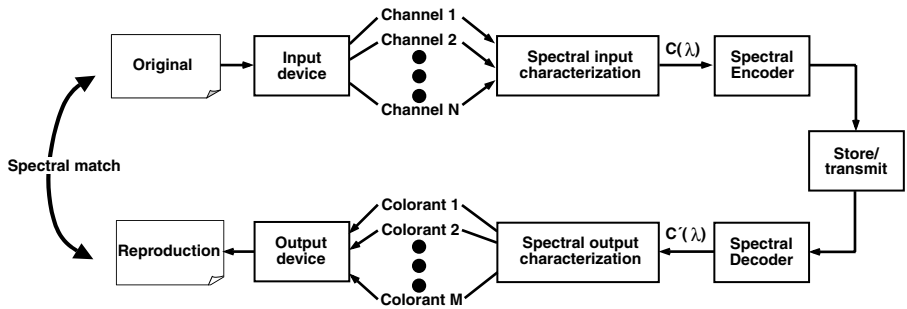 Original
Input
device
Channel 1
Channel 2
Channel N
Spectral input
characterization
C(λ)
Spectral
Encoder
Store/
transmit
Spectral match
Reproduction
Output
device
Colorant 1
Colorant 2
Colorant M
Spectral output
characterization
C´(λ)
Spectral
Decoder